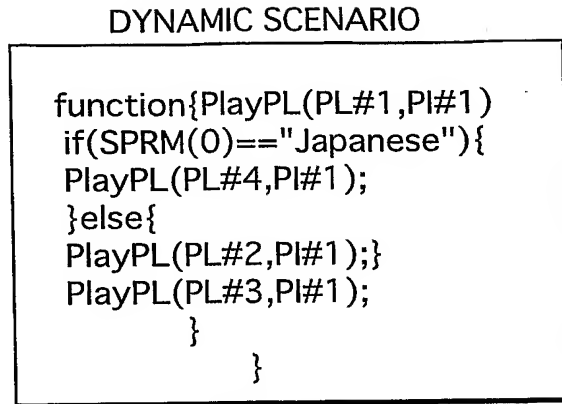 DYNAMIC SCENARIO
function{PlayPL(PL#1,PI#1)
if(SPRM(0)=="Japanese"){
PlayPL(PL#4,PI#1);
}else{
PlayPL(PL#2,PI#1);}
PlayPL(PL#3,PI#1);
}
}